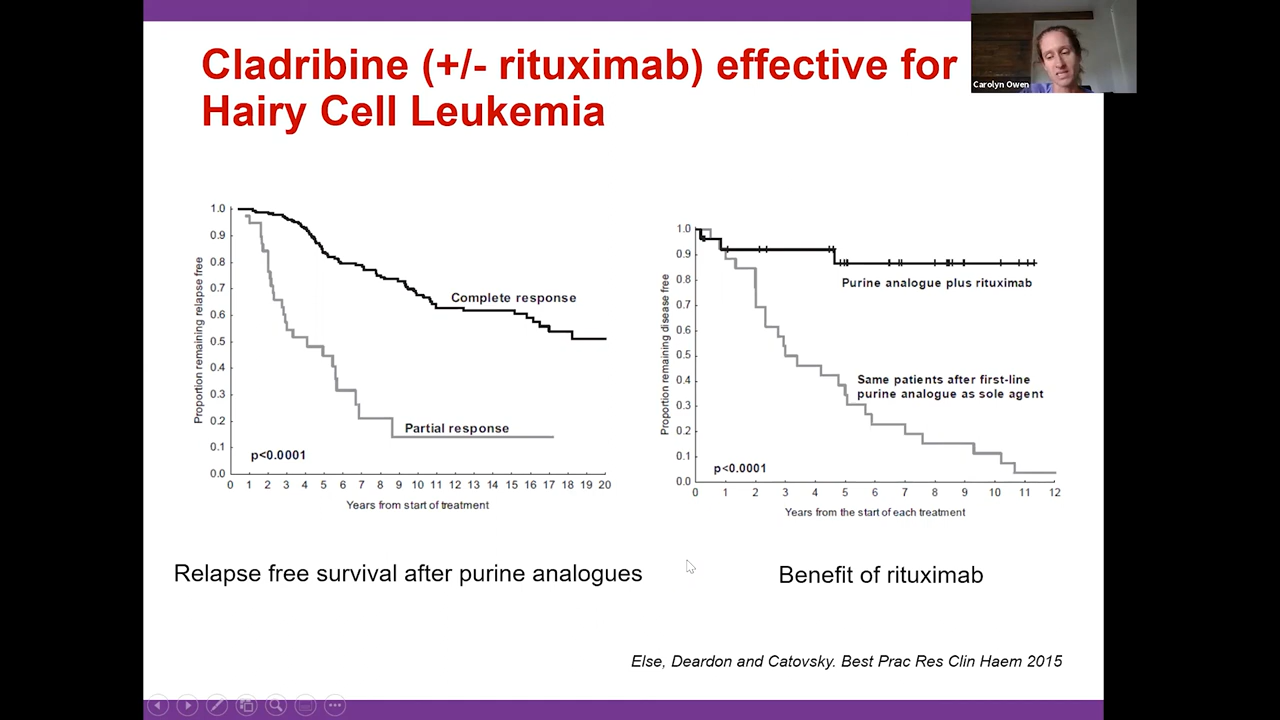 Cladribine (+/- rituximab) effective for
Hairy Cell Leukemia
Carolyn Owen
Proportion remaining relapse free
1.0
0.9
0.8
0.7
0.6
0.5
0.4
0.3
0.2
0.1
0.0
Complete response
Partial response
p<0.0001
0 1 2 3 4 5 6 7 8 9 10 11 12 13 14 15 16 17 18 19 20
Years from start of treatment
Relapse free survival after purine analogues
Proportion remaining disease free
1.0
0.9
0.8
0.7
0.6
0.5
0.4
0.3
0.2
0.1
0.0
Purine analogue plus rituximab
Same patients after first-line
purine analogue as sole agent
p<0.0001
0 1 2 3 4 5 6 7 8 9 10 11 12
Years from the start of each treatment
Benefit of rituximab
Else, Deardon and Catovsky. Best Prac Res Clin Haem 2015